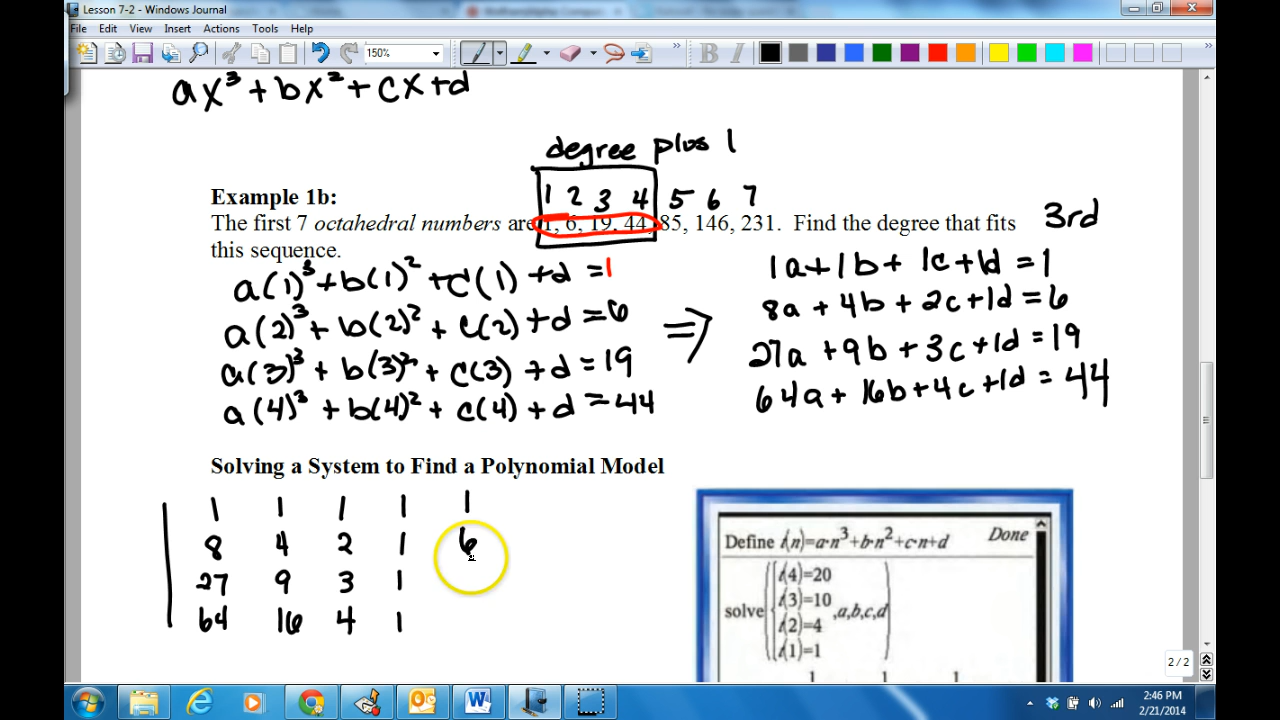 Lesson 7-2 - Windows Journal
File Edit View Insert Actions Tools Help
150% B I
ax³ + bx² + cx + d
degree plus 1
1 2 3 4 5 6 7
Example 1b:
The first 7 octahedral numbers are 1, 6, 19, 44, 85, 146, 231. Find the degree that fits
this sequence.
3rd
a(1)³ + b(1)² + c(1) + d = 1
a(2)³ + b(2)² + c(2) + d = 6
a(3)³ + b(3)² + c(3) + d = 19
a(4)³ + b(4)² + c(4) + d = 44
⇒
1a + 1b + 1c + 1d = 1
8a + 4b + 2c + 1d = 6
27a + 9b + 3c + 1d = 19
64a + 16b + 4c + 1d = 44
Solving a System to Find a Polynomial Model
1 1 1 1 1
8 4 2 1 6
27 9 3 1
64 16 4 1
Define t(n)=a·n³+b·n²+c·n+d Done
solve
t(4)=20
t(3)=10
t(2)=4
t(1)=1
,a,b,c,d
1 1 1
2/2
2:46 PM
2/21/2014